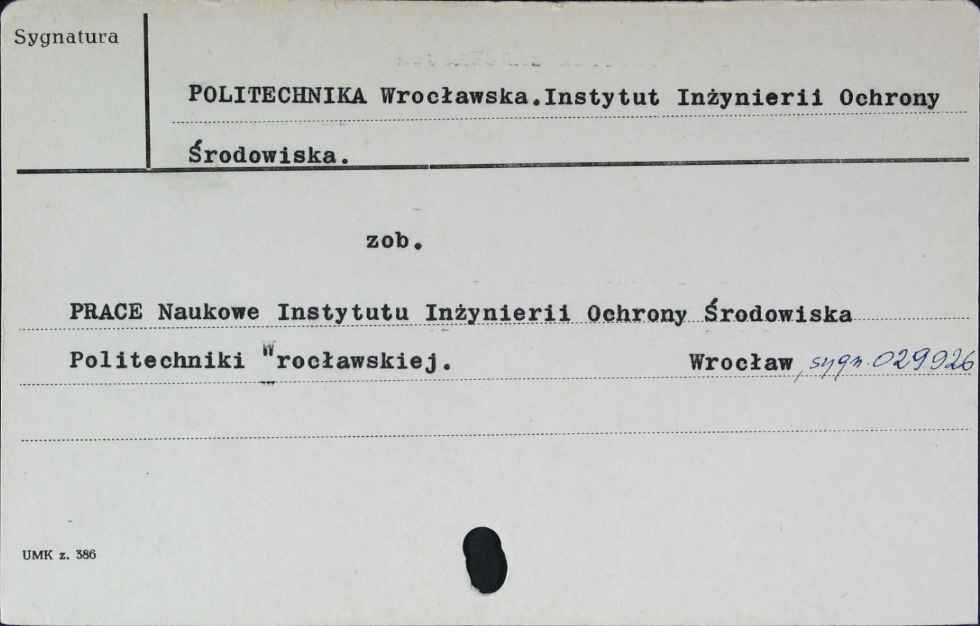 Sygnatura
POLITECHNIKA Wrocławska.Instytut Inżynierii Ochrony
Środowiska.
zob.
PRACE Naukowe Instytutu Inżynierii Ochrony Środowiska
Politechniki Wrocławskiej. Wrocław, sygn. 029926
UMK z. 386